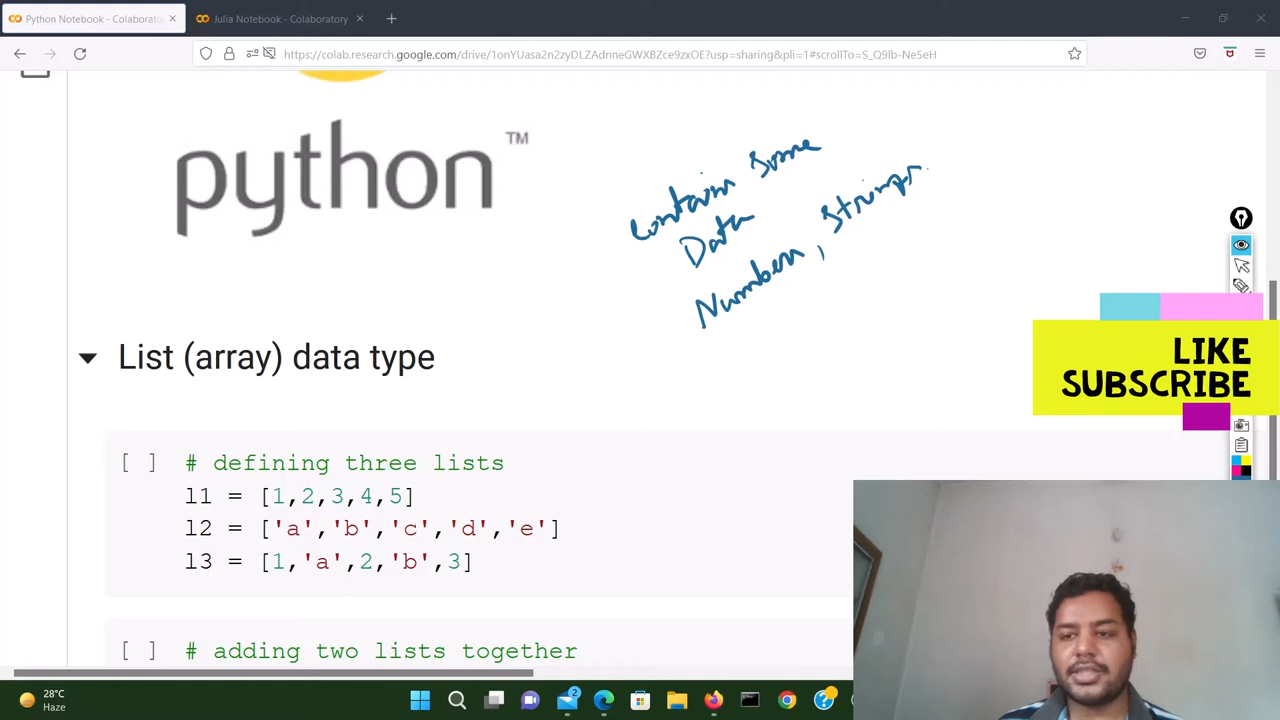 Python Notebook - Colaborator
Julia Notebook - Colaboratory
https://colab.research.google.com/drive/1onYUasa2n2zyDLZAdnneGWXBZce9zxOE?usp=sharing&pli=1#scrollTo=S_Q9lb-Ne5eH
python™
Contain Some
Data
Numbers, Strings
LIKE
SUBSCRIBE
List (array) data type
[ ] # defining three lists
l1 = [1,2,3,4,5]
l2 = ['a','b','c','d','e']
l3 = [1,'a',2,'b',3]
[ ] # adding two lists together
28°C
Haze
2